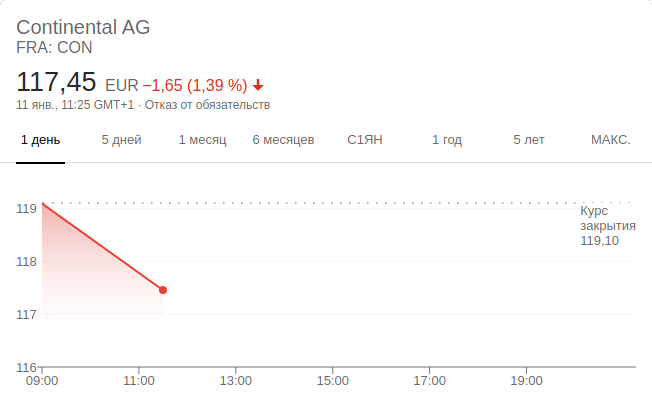 Continental AG
FRA: CON
117,45 EUR −1,65 (1,39 %)
11 янв., 11:25 GMT+1 · Отказ от обязательств
1 день 5 дней 1 месяц 6 месяцев С1ЯН 1 год 5 лет МАКС.
119
Курс
закрытия
119,10
118
117
116
09:00 11:00 13:00 15:00 17:00 19:00